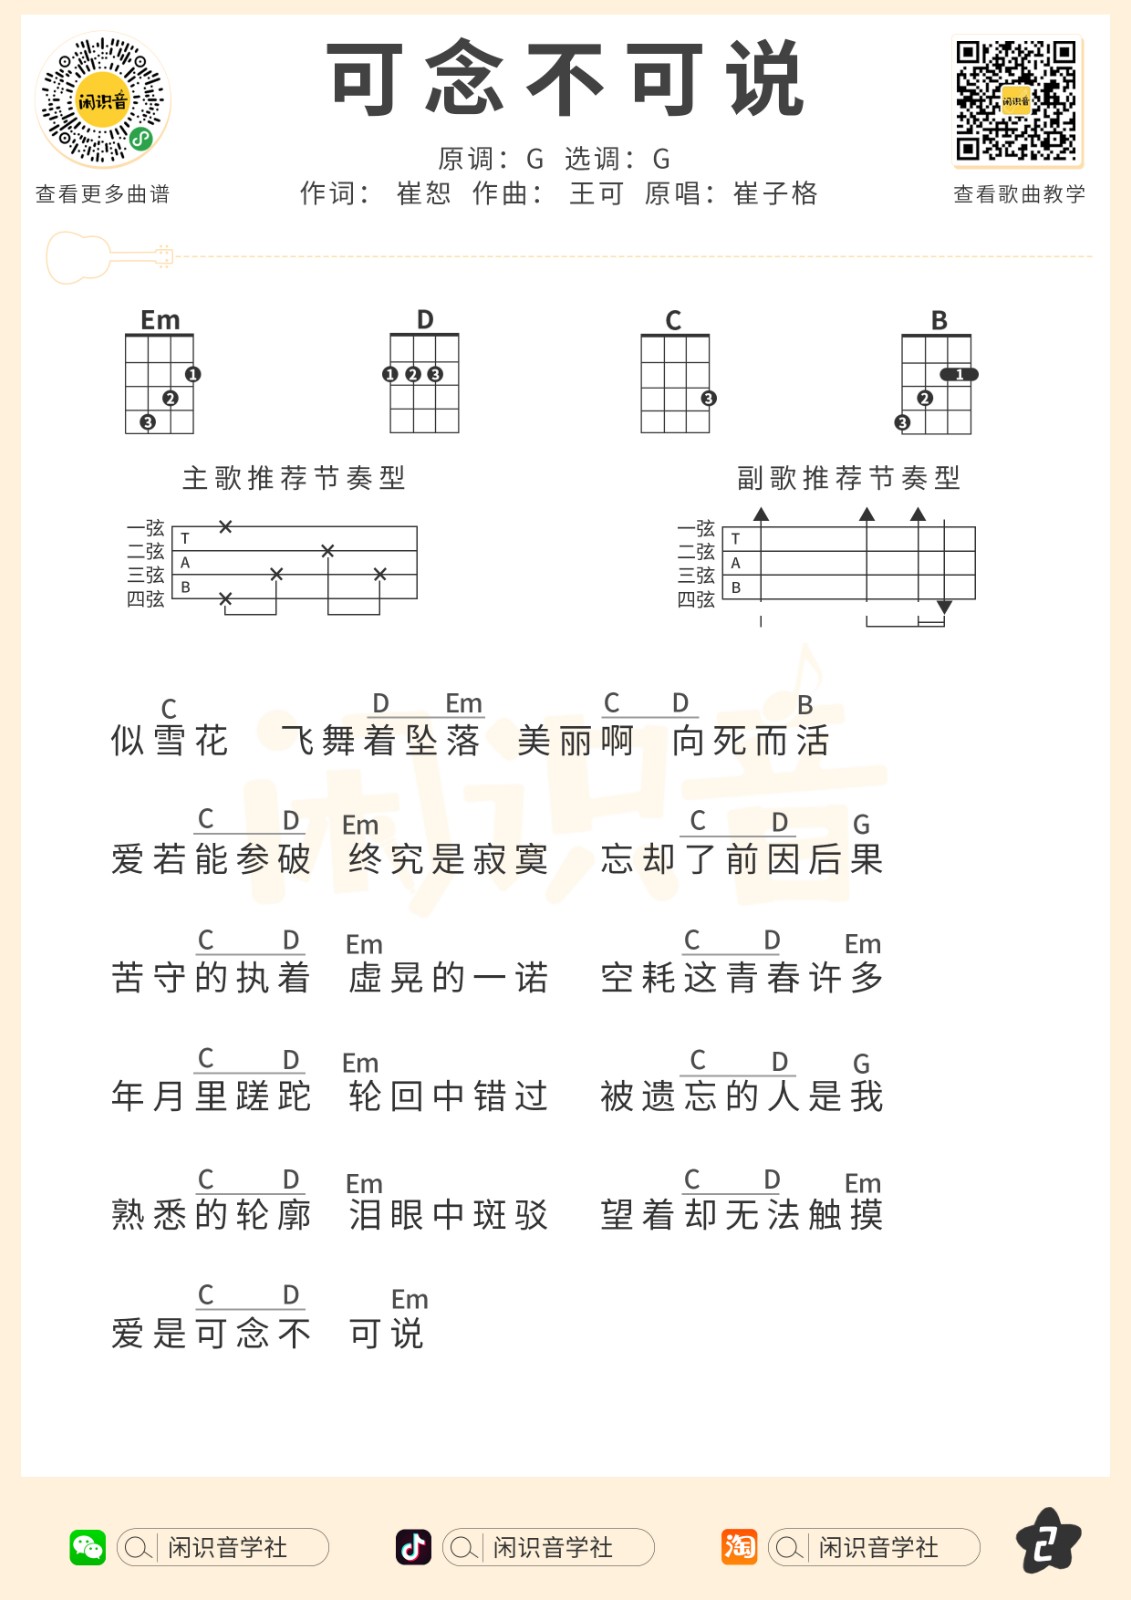 可念不可说
闲识音
闲识音
原调：G 选调：G
查看更多曲谱
作词： 崔恕 作曲： 王可 原唱：崔子格
查看歌曲教学
Em D C B
1 2 3
1 2 3
3
1 2 3
主歌推荐节奏型
副歌推荐节奏型
一弦
二弦
三弦
四弦
T
A
B
一弦
二弦
三弦
四弦
T
A
B
C D Em C D B
似雪花 飞舞着坠落 美丽啊 向死而活
闲识音
C D Em C D G
爱若能参破 终究是寂寞 忘却了前因后果
C D Em C D Em
苦守的执着 虚晃的一诺 空耗这青春许多
C D Em C D G
年月里蹉跎 轮回中错过 被遗忘的人是我
C D Em C D Em
熟悉的轮廓 泪眼中斑驳 望着却无法触摸
C D Em
爱是可念不 可说
闲识音学社
闲识音学社
淘 闲识音学社
2